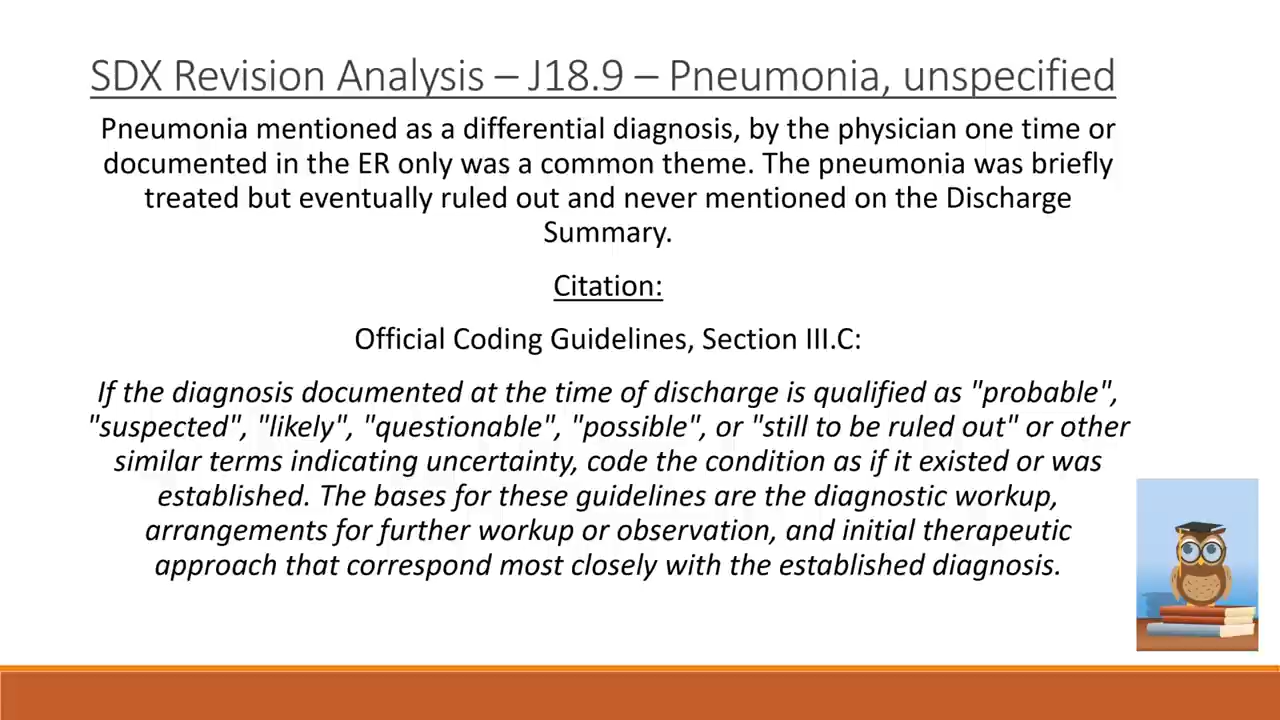 SDX Revision Analysis – J18.9 – Pneumonia, unspecified
Pneumonia mentioned as a differential diagnosis, by the physician one time or
documented in the ER only was a common theme. The pneumonia was briefly
treated but eventually ruled out and never mentioned on the Discharge
Summary.
Citation:
Official Coding Guidelines, Section III.C:
If the diagnosis documented at the time of discharge is qualified as "probable",
"suspected", "likely", "questionable", "possible", or "still to be ruled out" or other
similar terms indicating uncertainty, code the condition as if it existed or was
established. The bases for these guidelines are the diagnostic workup,
arrangements for further workup or observation, and initial therapeutic
approach that correspond most closely with the established diagnosis.